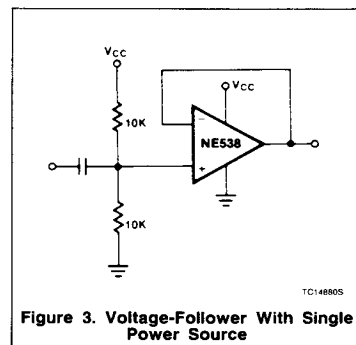 VCC
10K
VCC
−
NE538
+
10K
TC14880S
Figure 3. Voltage-Follower With Single
Power Source